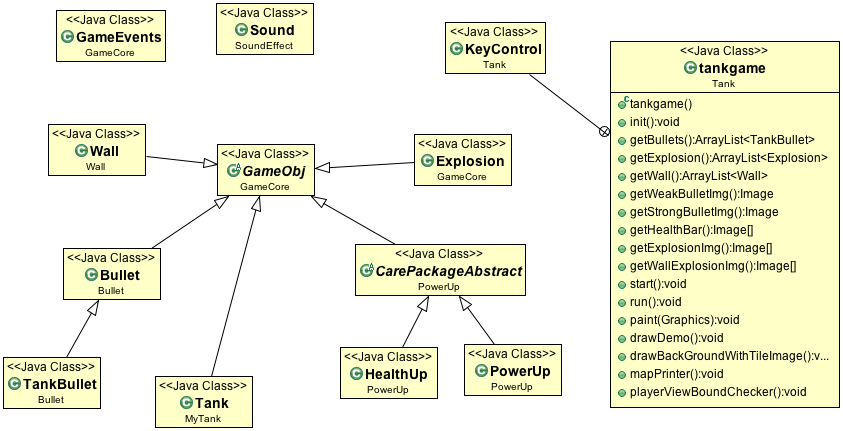 <<Java Class>>
GameEvents
GameCore
<<Java Class>>
Sound
SoundEffect
<<Java Class>>
KeyControl
Tank
<<Java Class>>
tankgame
Tank
tankgame()
init():void
getBullets():ArrayList<TankBullet>
getExplosion():ArrayList<Explosion>
getWall():ArrayList<Wall>
getWeakBulletImg():Image
getStrongBulletImg():Image
getHealthBar():Image[]
getExplosionImg():Image[]
getWallExplosionImg():Image[]
start():void
run():void
paint(Graphics):void
drawDemo():void
drawBackGroundWithTileImage():v...
mapPrinter():void
playerViewBoundChecker():void
<<Java Class>>
Wall
Wall
<<Java Class>>
GameObj
GameCore
<<Java Class>>
Explosion
GameCore
<<Java Class>>
Bullet
Bullet
<<Java Class>>
CarePackageAbstract
PowerUp
<<Java Class>>
TankBullet
Bullet
<<Java Class>>
Tank
MyTank
<<Java Class>>
HealthUp
PowerUp
<<Java Class>>
PowerUp
PowerUp